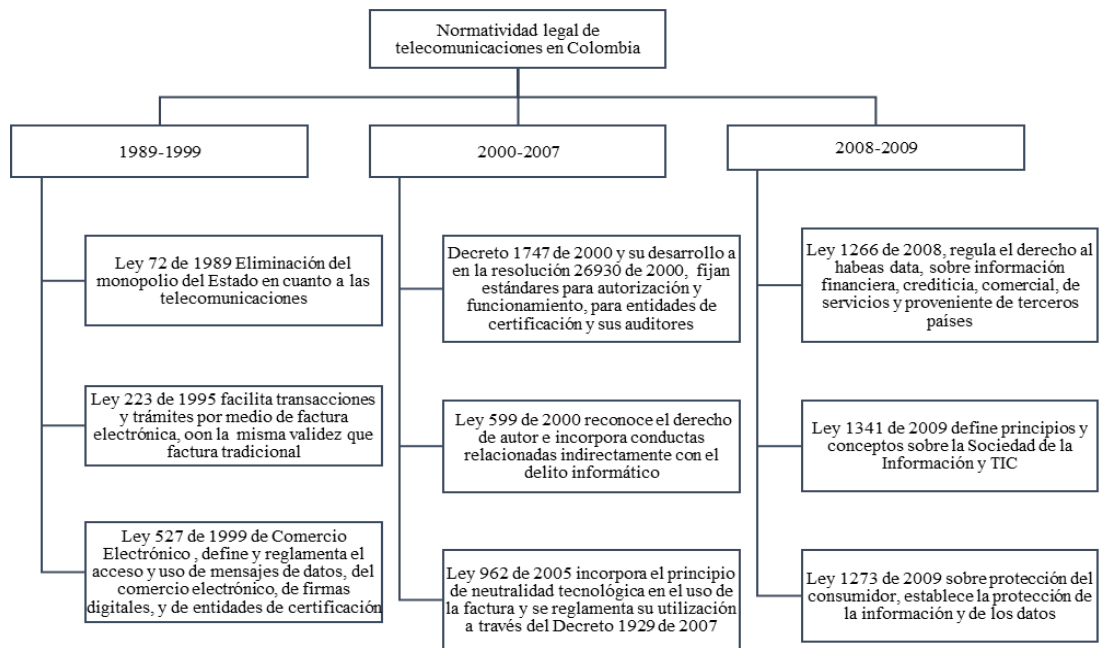 Normatividad legal de
telecomunicaciones en Colombia
1989-1999
Ley 72 de 1989 Eliminación del
monopolio del Estado en cuanto a las
telecomunicaciones
Ley 223 de 1995 facilita transacciones
y trámites por medio de factura
electrónica, oon la misma validez que
factura tradicional
Ley 527 de 1999 de Comercio
Electrónico , define y reglamenta el
acceso y uso de mensajes de datos, del
comercio electrónico, de firmas
digitales, y de entidades de certificación
2000-2007
Decreto 1747 de 2000 y su desarrollo a
en la resolución 26930 de 2000, fijan
estándares para autorización y
funcionamiento, para entidades de
certificación y sus auditores
Ley 599 de 2000 reconoce el derecho
de autor e incorpora conductas
relacionadas indirectamente con el
delito informático
Ley 962 de 2005 incorpora el principio
de neutralidad tecnológica en el uso de
la factura y se reglamenta su utilización
a través del Decreto 1929 de 2007
2008-2009
Ley 1266 de 2008, regula el derecho al
habeas data, sobre información
financiera, crediticia, comercial, de
servicios y proveniente de terceros
países
Ley 1341 de 2009 define principios y
conceptos sobre la Sociedad de la
Información y TIC
Ley 1273 de 2009 sobre protección del
consumidor, establece la protección de
la información y de los datos